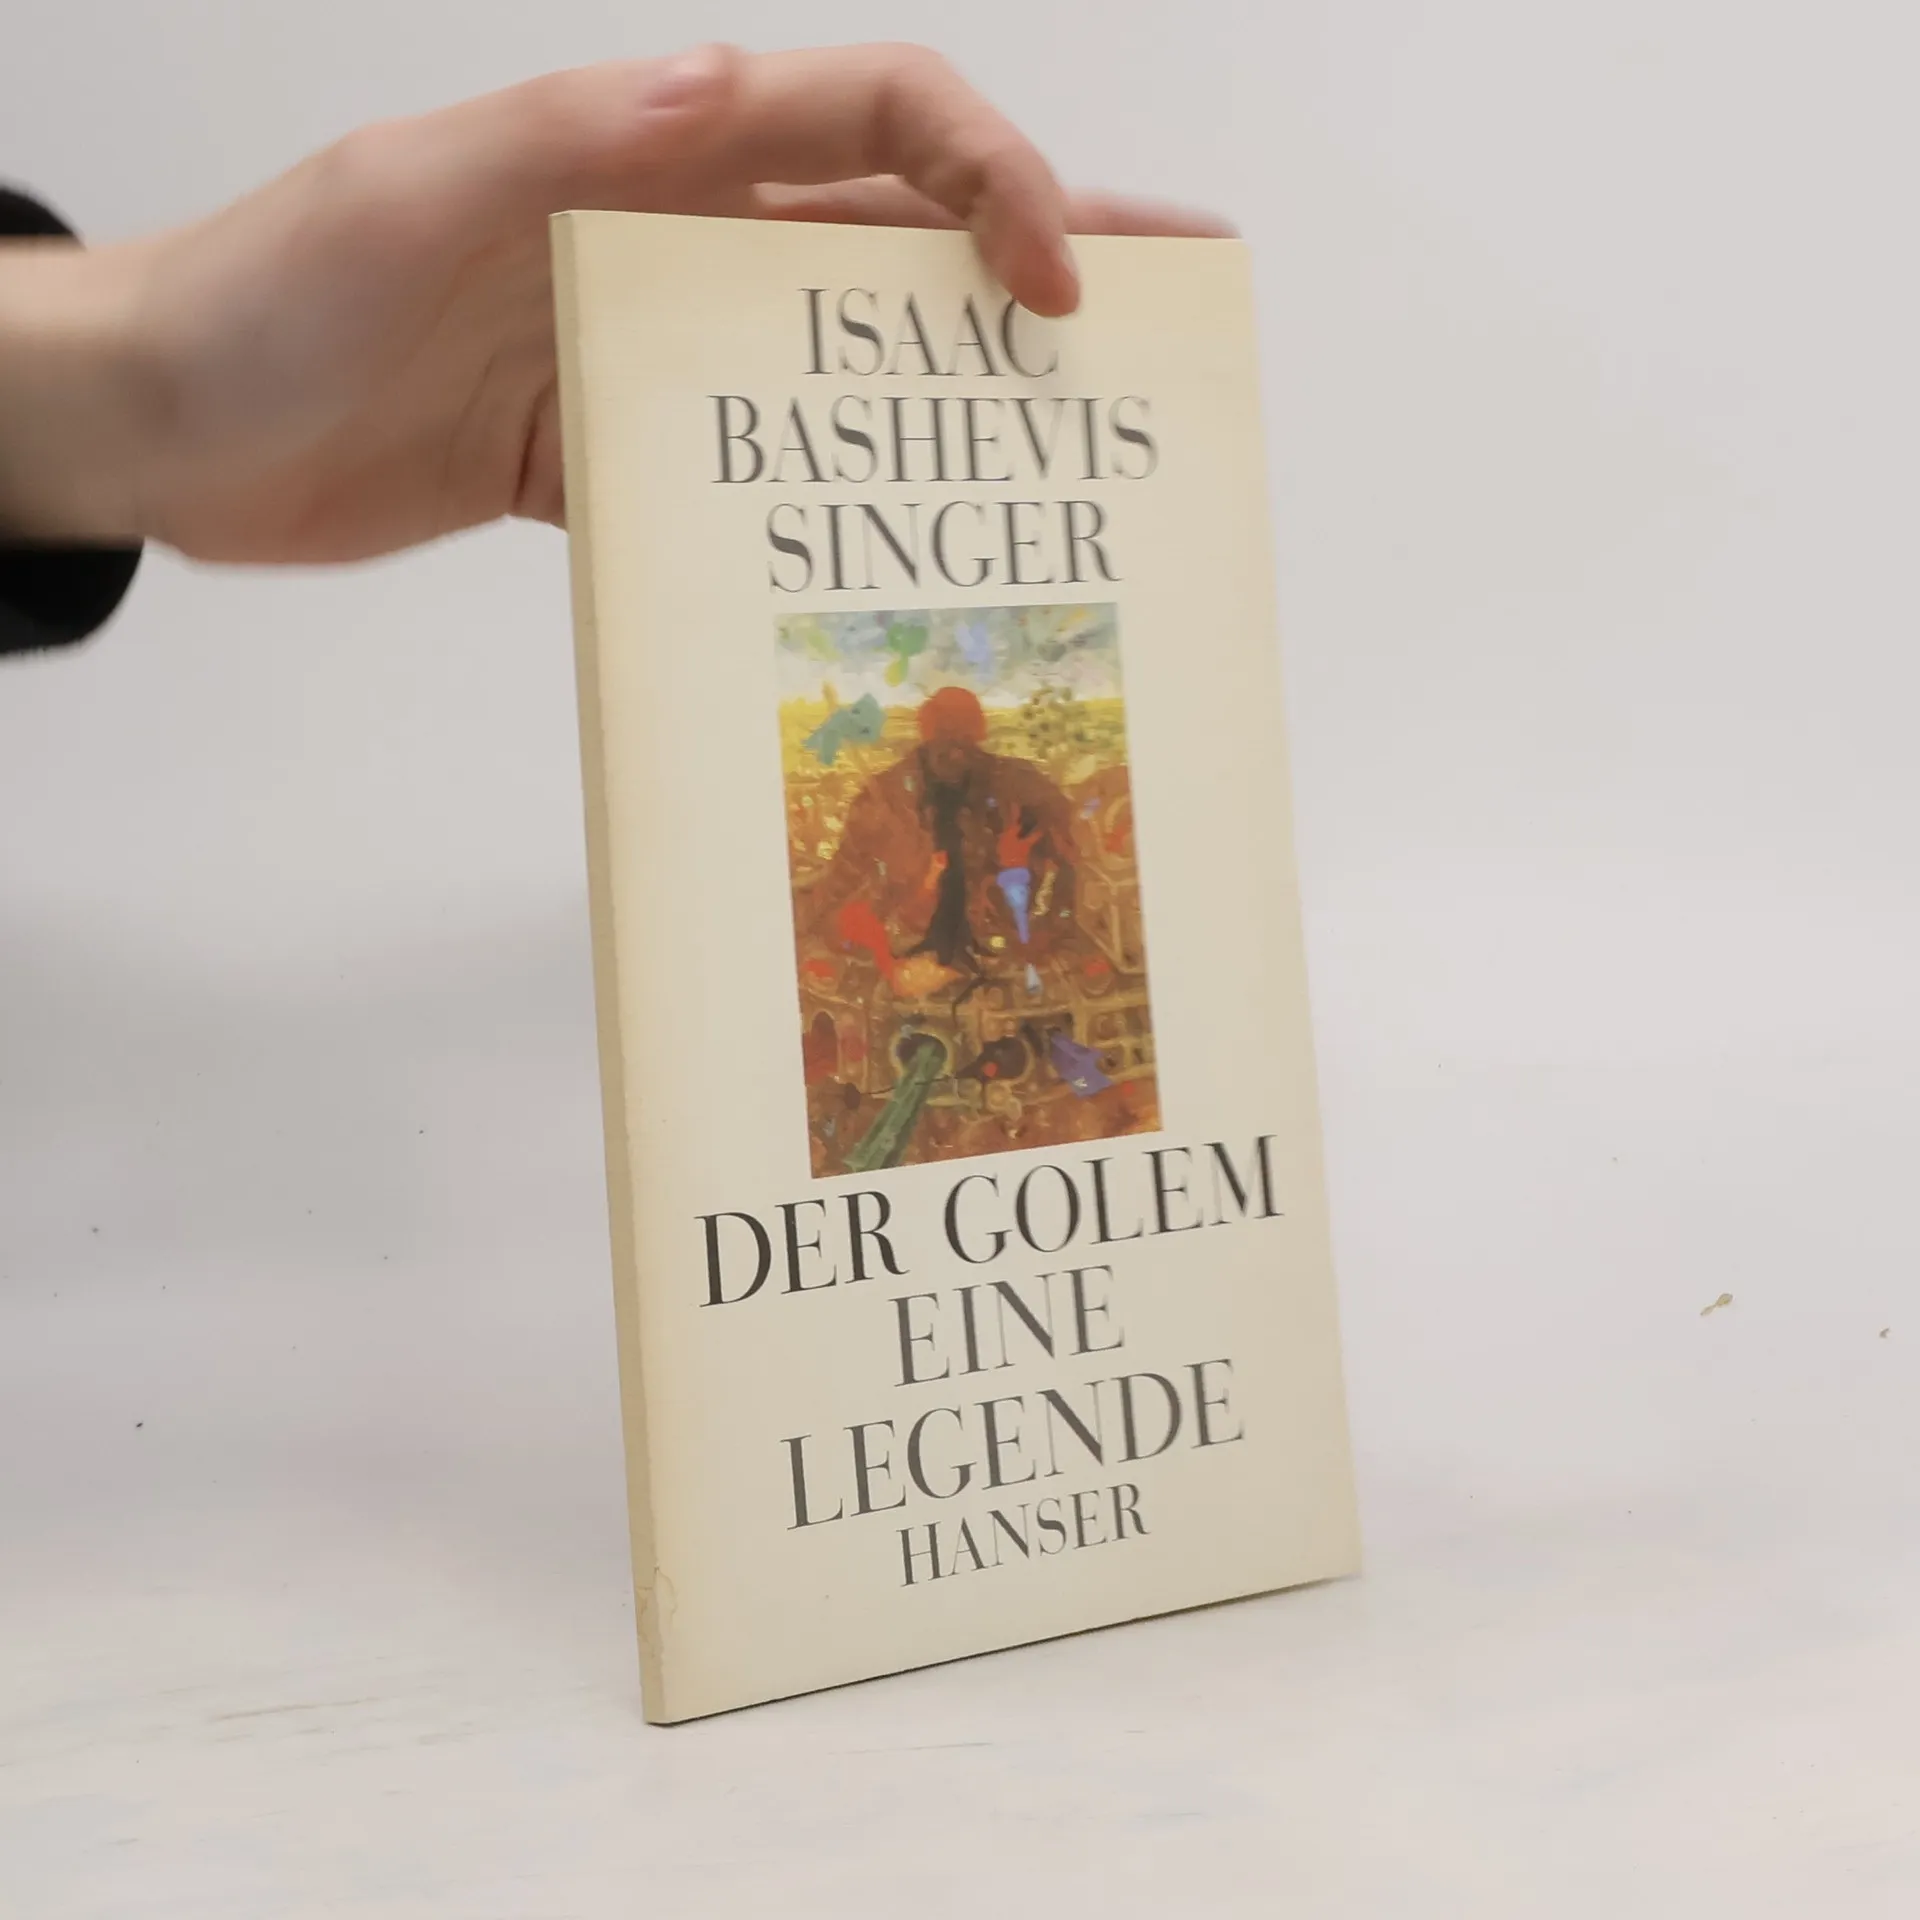 ISAAC
BASHEVIS
SINGER
DER GOLEM
EINE
LEGENDE
HANSER